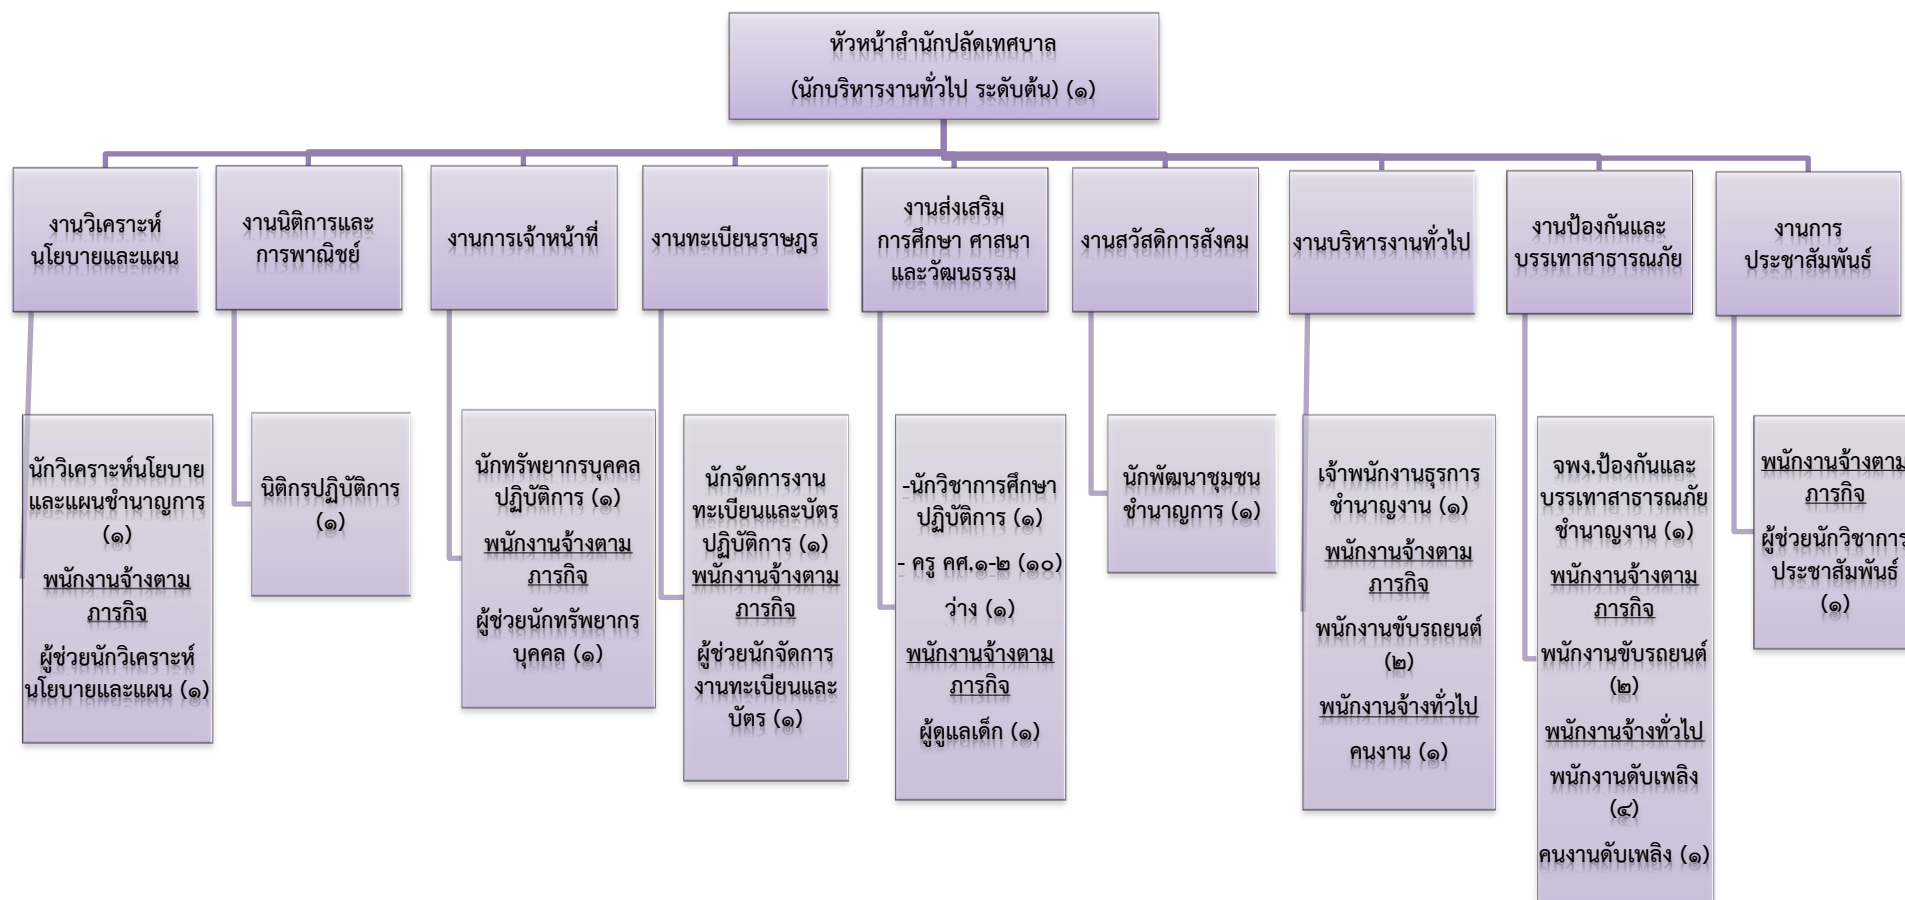 หัวหน้าสำนักปลัดเทศบาล
(นักบริหารงานทั่วไป ระดับต้น) (๑)
งานวิเคราะห์
นโยบายและแผน
งานนิติการและ
การพาณิชย์
งานการเจ้าหน้าที่
งานทะเบียนราษฎร
งานส่งเสริม
การศึกษา ศาสนา
และวัฒนธรรม
งานสวัสดิการสังคม
งานบริหารงานทั่วไป
งานป้องกันและ
บรรเทาสาธารณภัย
งานการ
ประชาสัมพันธ์
นักวิเคราะห์นโยบาย
และแผนชำนาญการ
(๑)
พนักงานจ้างตาม
ภารกิจ
ผู้ช่วยนักวิเคราะห์
นโยบายและแผน (๑)
นิติกรปฏิบัติการ
(๑)
นักทรัพยากรบุคคล
ปฏิบัติการ (๑)
พนักงานจ้างตาม
ภารกิจ
ผู้ช่วยนักทรัพยากร
บุคคล (๑)
นักจัดการงาน
ทะเบียนและบัตร
ปฏิบัติการ (๑)
พนักงานจ้างตาม
ภารกิจ
ผู้ช่วยนักจัดการ
งานทะเบียนและ
บัตร (๑)
-นักวิชาการศึกษา
ปฏิบัติการ (๑)
- ครู คศ.๑-๒ (๑๐)
ว่าง (๑)
พนักงานจ้างตาม
ภารกิจ
ผู้ดูแลเด็ก (๑)
นักพัฒนาชุมชน
ชำนาญการ (๑)
เจ้าพนักงานธุรการ
ชำนาญงาน (๑)
พนักงานจ้างตาม
ภารกิจ
พนักงานขับรถยนต์
(๒)
พนักงานจ้างทั่วไป
คนงาน (๑)
จพง.ป้องกันและ
บรรเทาสาธารณภัย
ชำนาญงาน (๑)
พนักงานจ้างตาม
ภารกิจ
พนักงานขับรถยนต์
(๒)
พนักงานจ้างทั่วไป
พนักงานดับเพลิง
(๔)
คนงานดับเพลิง (๑)
พนักงานจ้างตาม
ภารกิจ
ผู้ช่วยนักวิชาการ
ประชาสัมพันธ์
(๑)